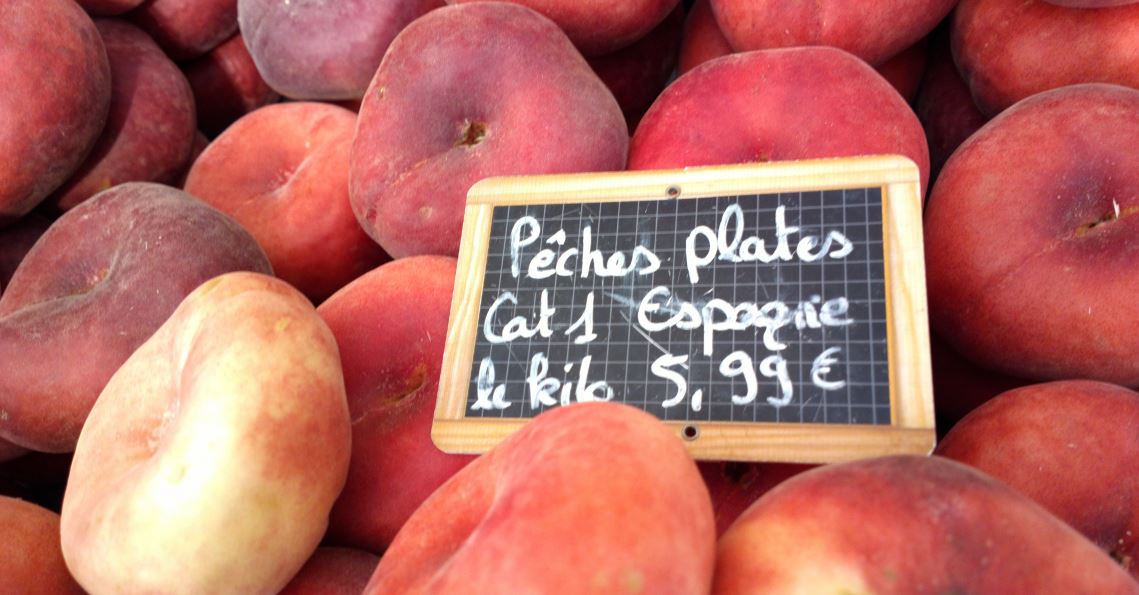 Pêches plates
Cat 1 Espagne
le kilo 5,99 €